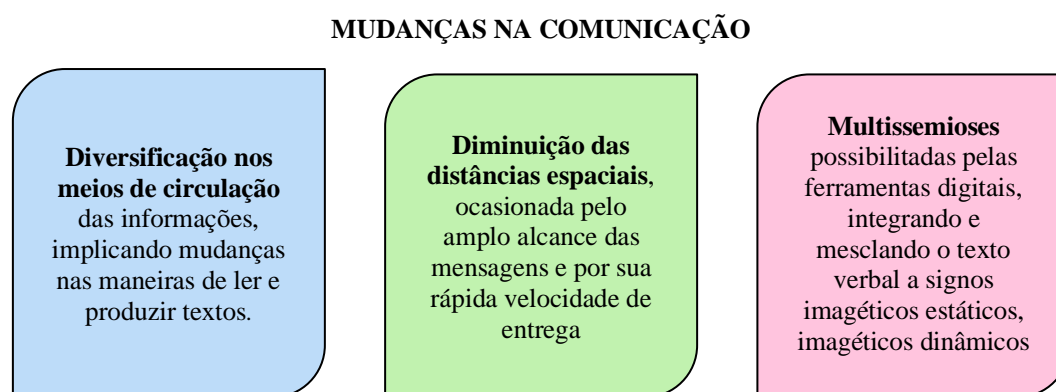 MUDANÇAS NA COMUNICAÇÃO
Diversificação nos
meios de circulação
das informações,
implicando mudanças
nas maneiras de ler e
produzir textos.
Diminuição das
distâncias espaciais,
ocasionada pelo
amplo alcance das
mensagens e por sua
rápida velocidade de
entrega
Multissemioses
possibilitadas pelas
ferramentas digitais,
integrando e
mesclando o texto
verbal a signos
imagéticos estáticos,
imagéticos dinâmicos